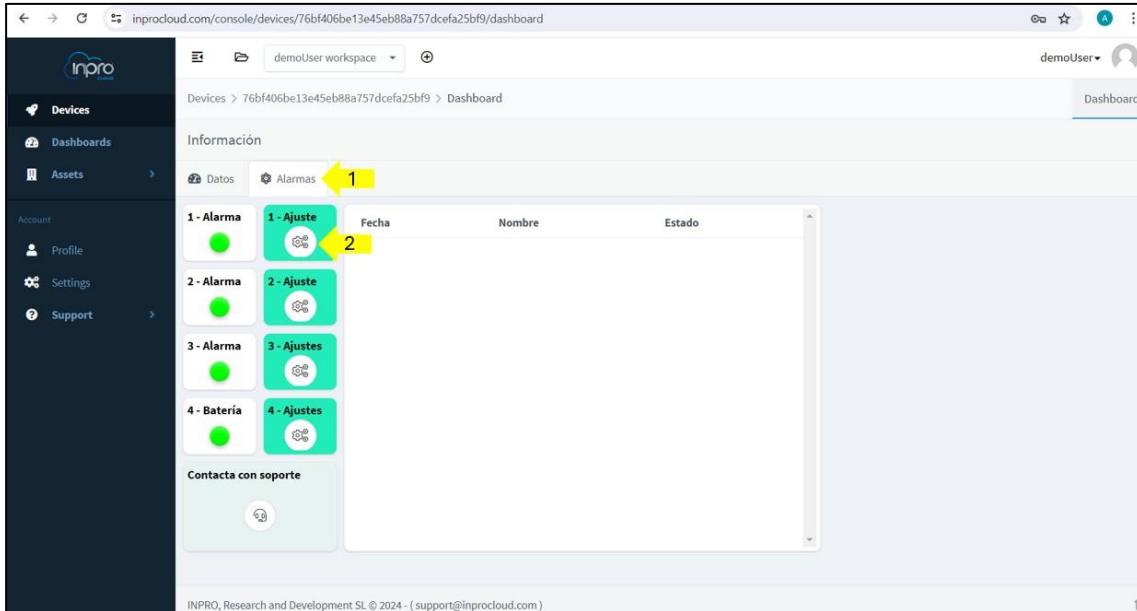 inprocloud.com/console/devices/76bf406be13e45eb88a757dcefa25bf9/dashboard
A
inpro
CLOUD
demoUser workspace
demoUser
Devices
Dashboards
Assets
Account
Profile
Settings
Support
Devices > 76bf406be13e45eb88a757dcefa25bf9 > Dashboard
Dashboard
Información
Datos
Alarmas
1
1 - Alarma
1 - Ajuste
2
Fecha Nombre Estado
2 - Alarma
2 - Ajuste
3 - Alarma
3 - Ajustes
4 - Batería
4 - Ajustes
Contacta con soporte
INPRO, Research and Development SL © 2024 - ( support@inprocloud.com )